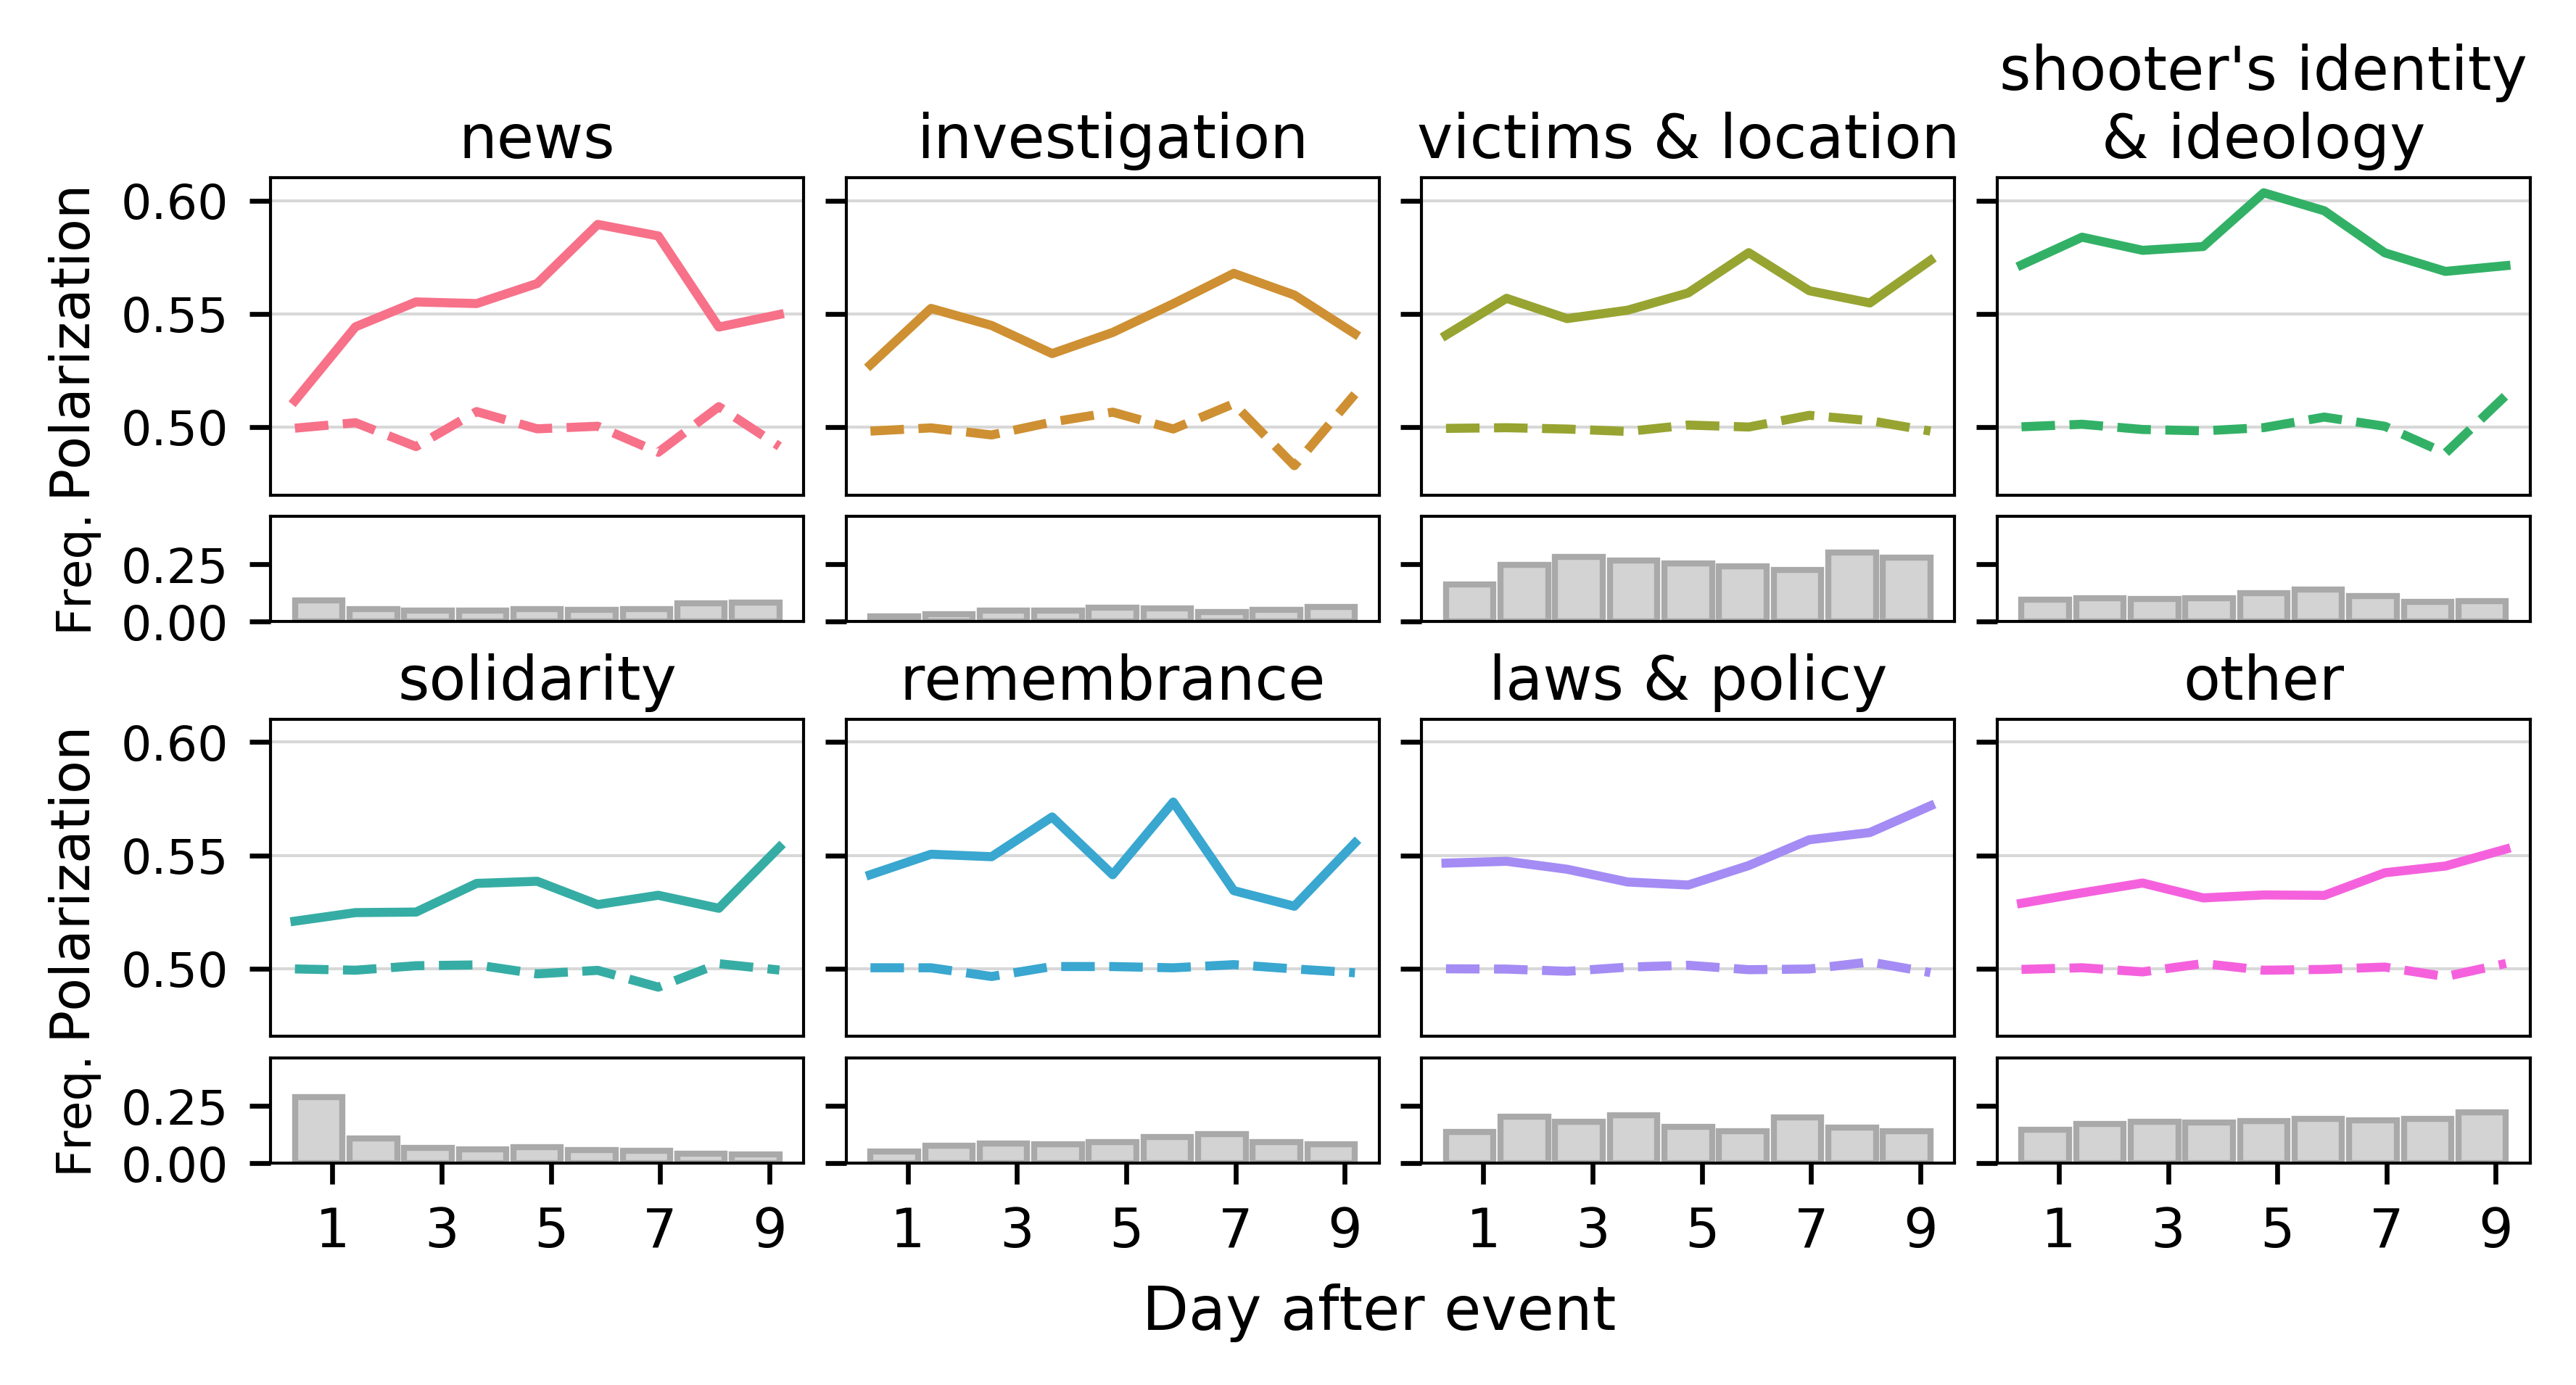 shooter's identity
& ideology
news
investigation
victims & location
Polarization
0.60
0.55
0.50
Freq.
0.25
0.00
solidarity
remembrance
laws & policy
other
Polarization
0.60
0.55
0.50
Freq.
0.25
0.00
1 3 5 7 9
1 3 5 7 9
1 3 5 7 9
1 3 5 7 9
Day after event